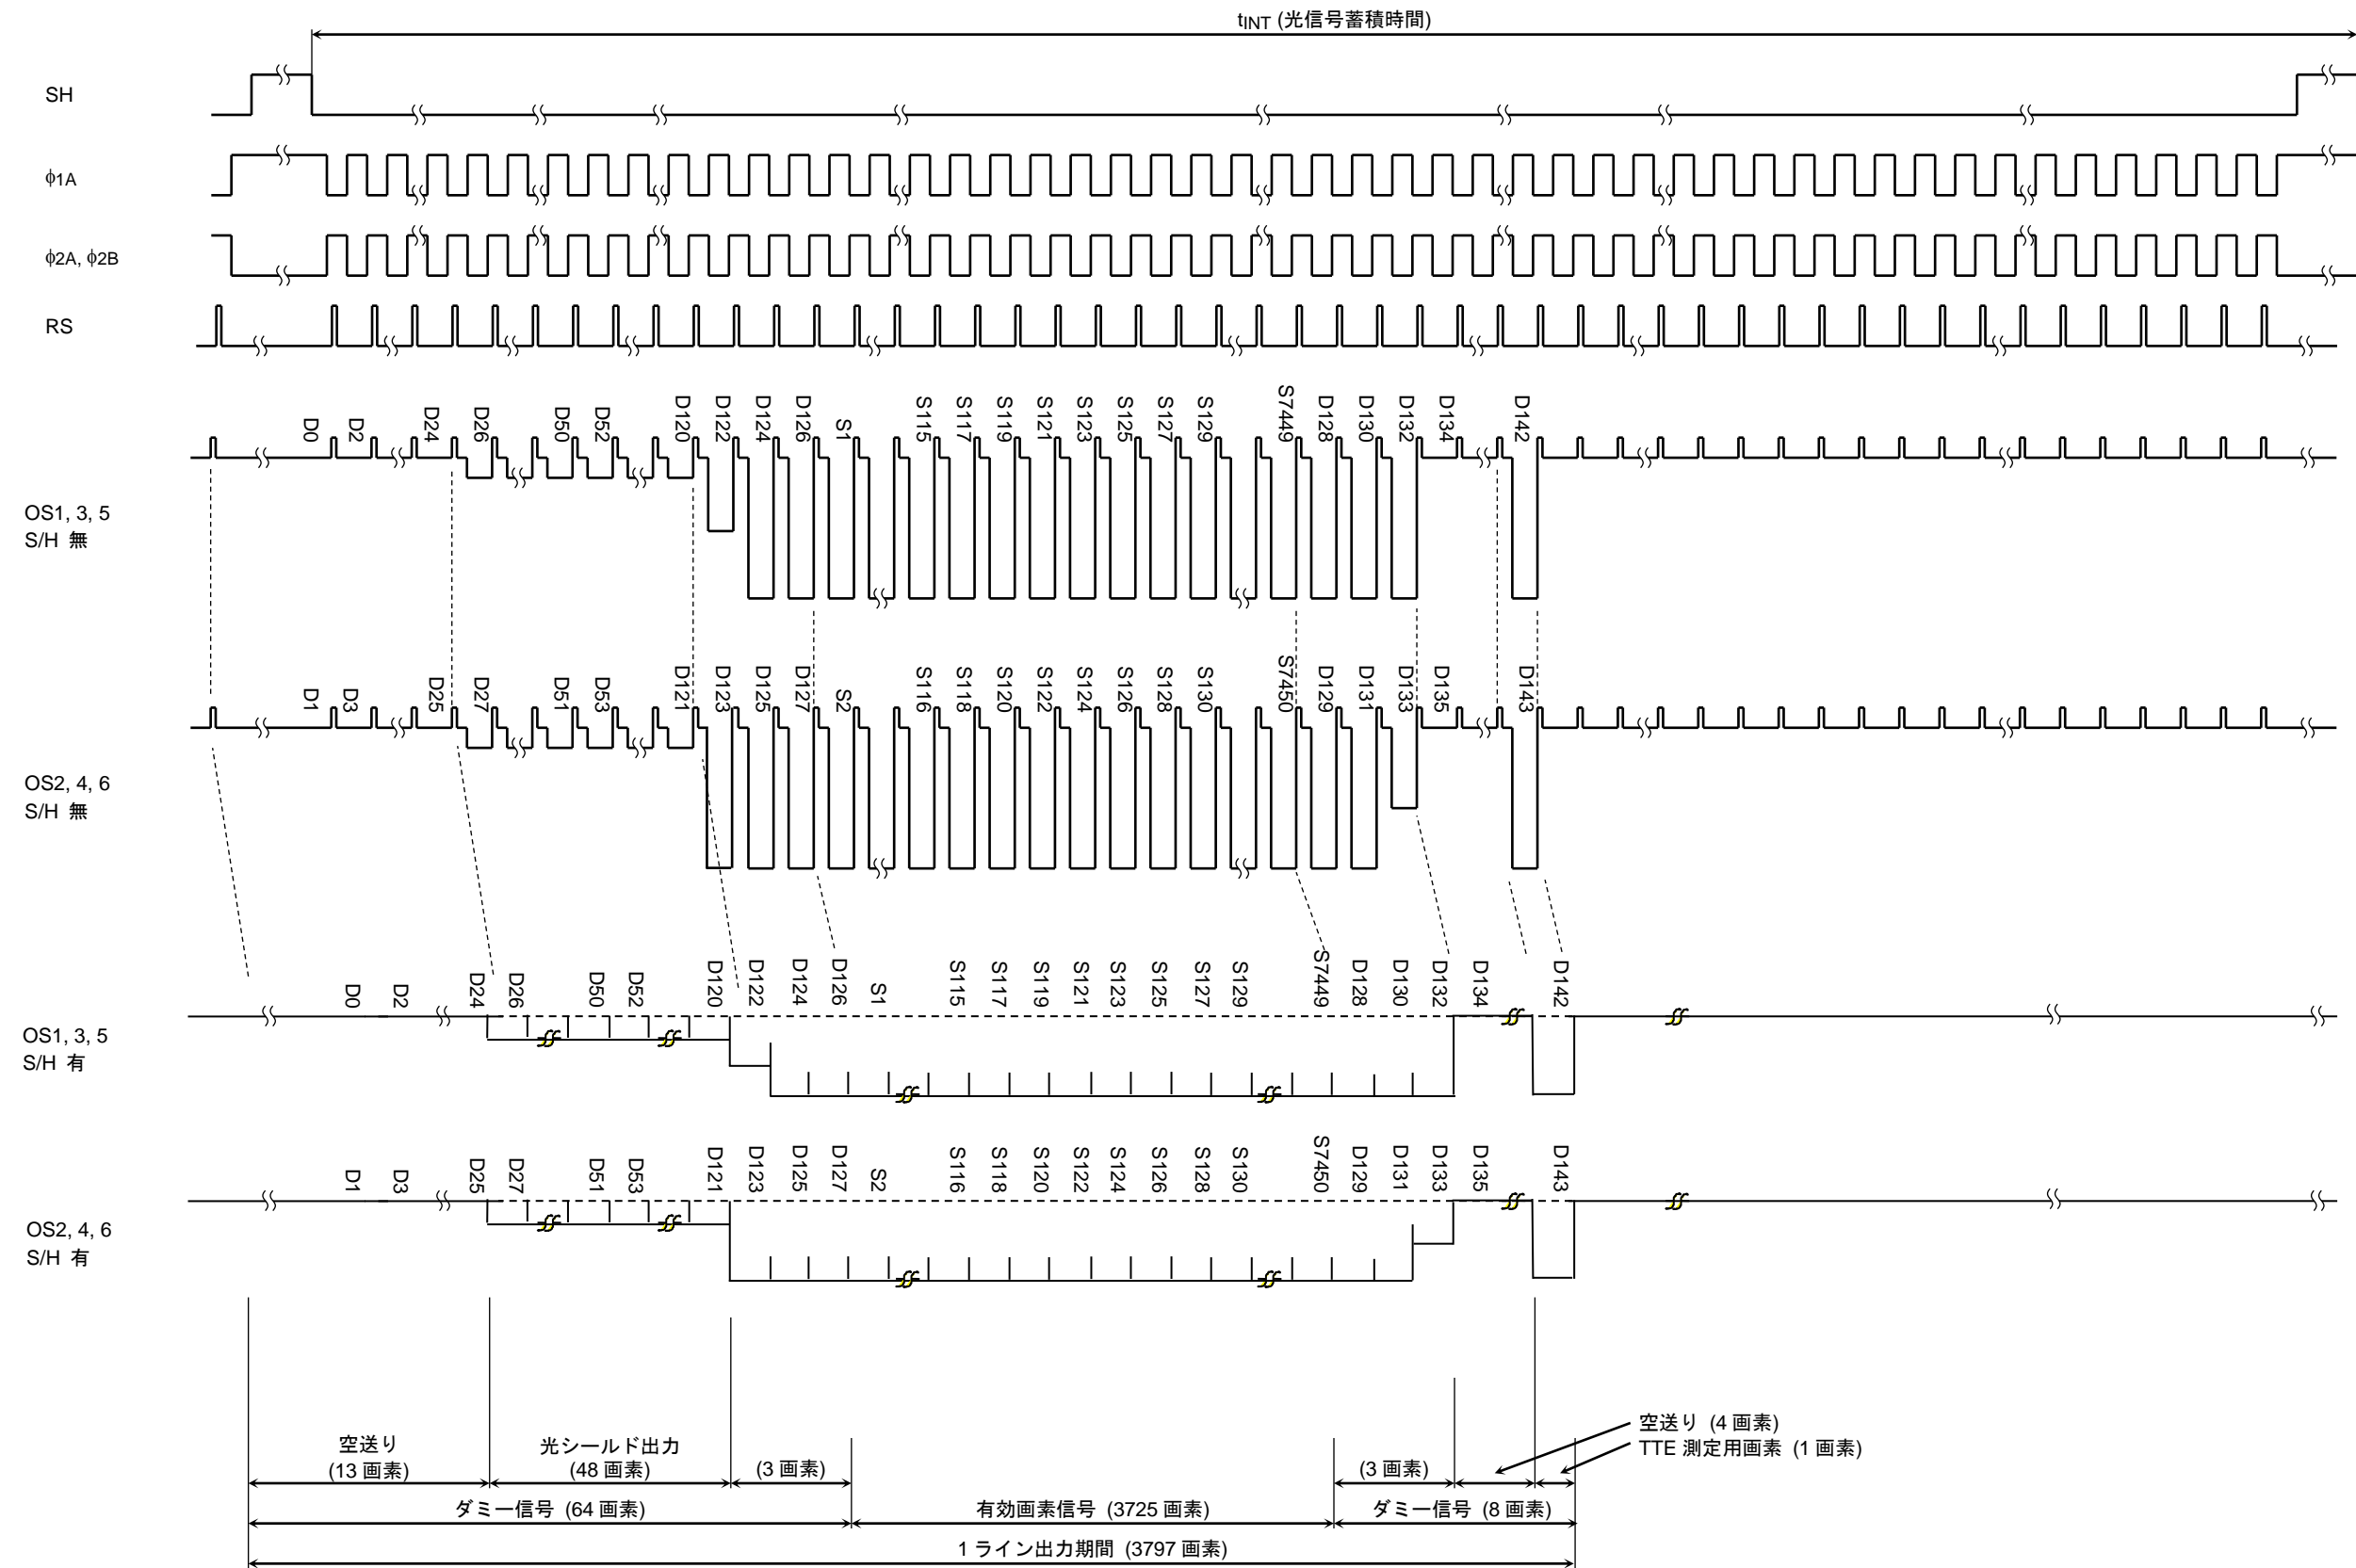 tINT (光信号蓄積時間)
SH
ϕ1A
ϕ2A, ϕ2B
RS
D0 D2 D24 D26 D50 D52 D120 D122 D124 D126 S1 S115 S117 S119 S121 S123 S125 S127 S129 S7449 D128 D130 D132 D134 D142
OS1, 3, 5
S/H 無
D1 D3 D25 D27 D51 D53 D121 D123 D125 D127 S2 S116 S118 S120 S122 S124 S126 S128 S130 S7450 D129 D131 D133 D135 D143
OS2, 4, 6
S/H 無
D0 D2 D24 D26 D50 D52 D120 D122 D124 D126 S1 S115 S117 S119 S121 S123 S125 S127 S129 S7449 D128 D130 D132 D134 D142
OS1, 3, 5
S/H 有
D1 D3 D25 D27 D51 D53 D121 D123 D125 D127 S2 S116 S118 S120 S122 S124 S126 S128 S130 S7450 D129 D131 D133 D135 D143
OS2, 4, 6
S/H 有
空送り (4 画素)
TTE 測定用画素 (1 画素)
空送り
(13 画素)
光シールド出力
(48 画素)
(3 画素)
(3 画素)
ダミー信号 (64 画素)
有効画素信号 (3725 画素)
ダミー信号 (8 画素)
1 ライン出力期間 (3797 画素)